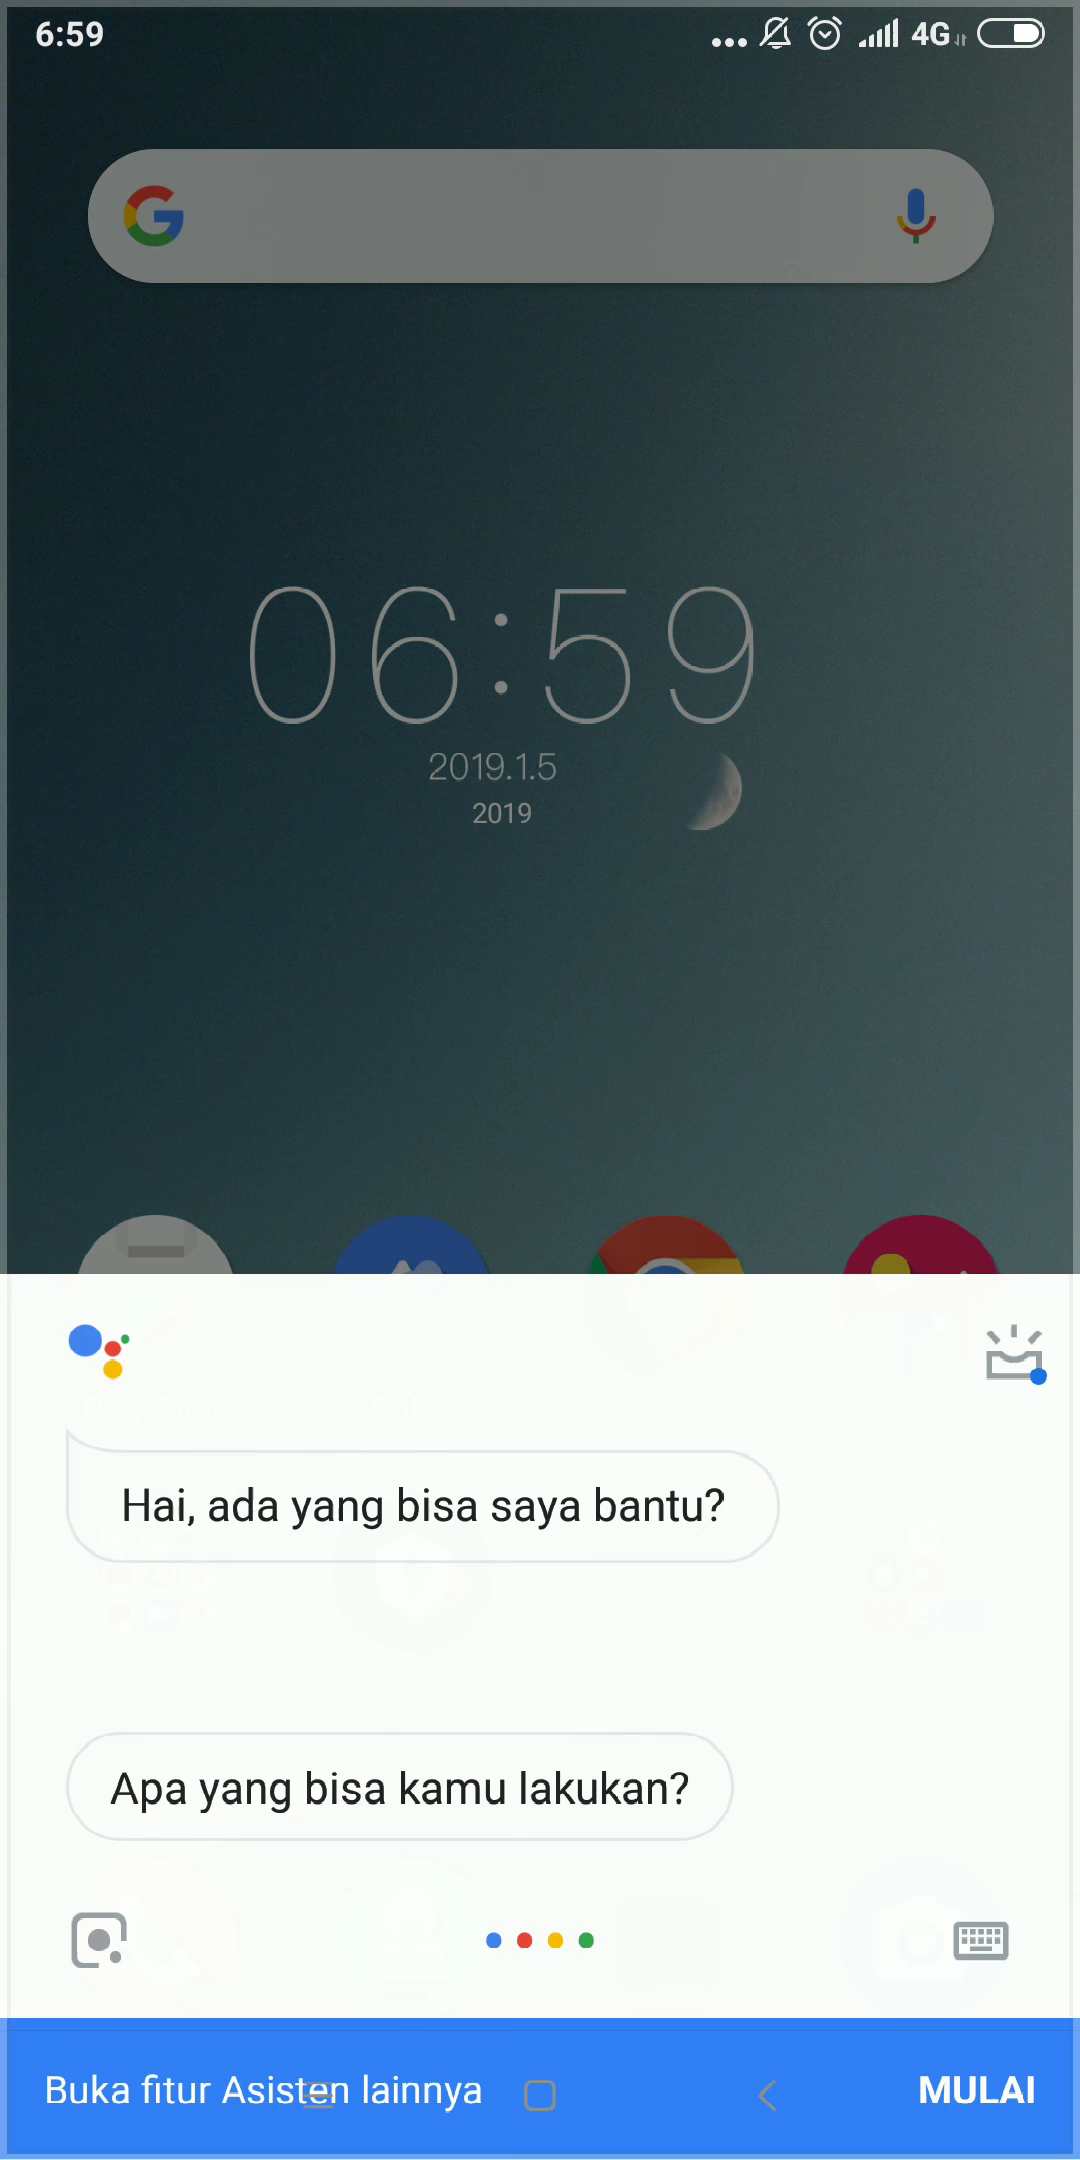 6:59
4G
06:59
2019.1.5
2019
Hai, ada yang bisa saya bantu?
Apa yang bisa kamu lakukan?
Buka fitur Asisten lainnya
MULAI